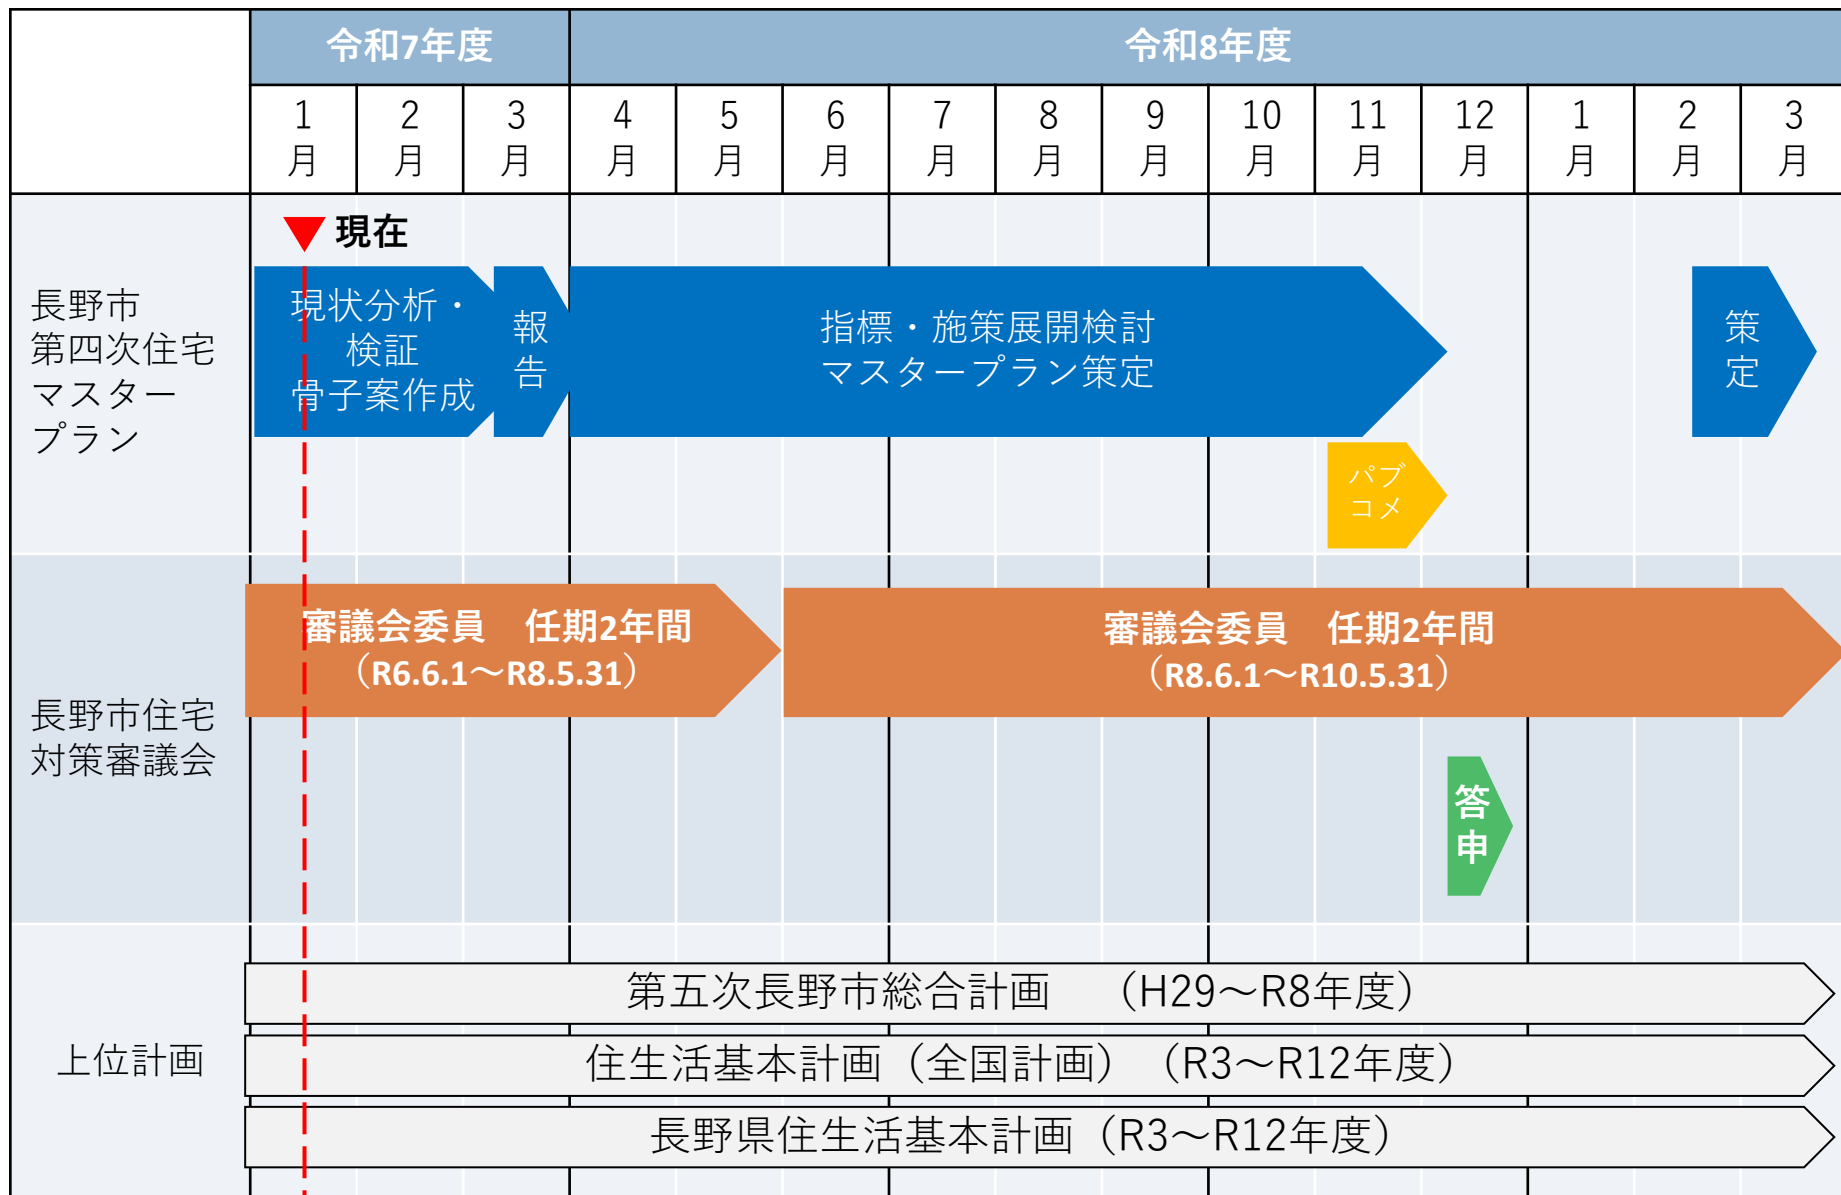 令和7年度
令和8年度
1
月
2
月
3
月
4
月
5
月
6
月
7
月
8
月
9
月
10
月
11
月
12
月
1
月
2
月
3
月
現在
長野市
第四次住宅
マスター
プラン
現状分析・
検証
骨子案作成
報
告
指標・施策展開検討
マスタープラン策定
策
定
パブ
コメ
長野市住宅
対策審議会
審議会委員　任期2年間
（R6.6.1～R8.5.31）
審議会委員　任期2年間
（R8.6.1～R10.5.31）
答
申
上位計画
第五次長野市総合計画　（H29～R8年度）
住生活基本計画（全国計画）（R3～R12年度）
長野県住生活基本計画（R3～R12年度）